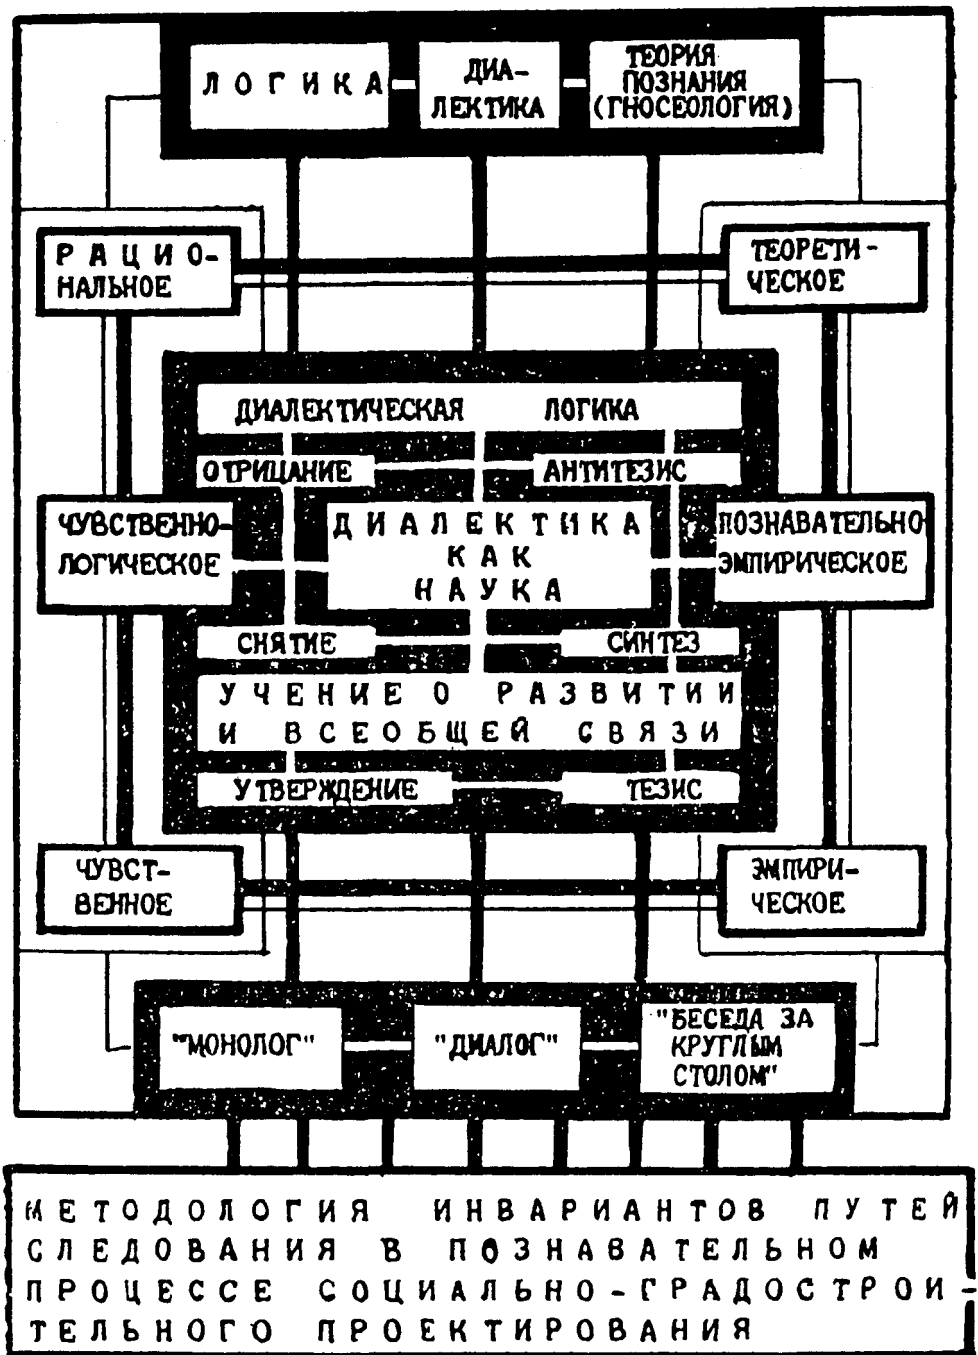 ЛОГИКА
ДИА-
ЛЕКТИКА
ТЕОРИЯ
ПОЗНАНИЯ
(ГНОСЕОЛОГИЯ)
РАЦИО-
НАЛЬНОЕ
ТЕОРЕТИ-
ЧЕСКОЕ
ДИАЛЕКТИЧЕСКАЯ ЛОГИКА
ОТРИЦАНИЕ
АНТИТЕЗИС
ЧУВСТВЕННО-
ЛОГИЧЕСКОЕ
ДИАЛЕКТИКА
КАК
НАУКА
ПОЗНАВАТЕЛЬНО
ЭМПИРИЧЕСКОЕ
СНЯТИЕ
СИНТЕЗ
УЧЕНИЕ О РАЗВИТИИ
И ВСЕОБЩЕЙ СВЯЗИ
УТВЕРЖДЕНИЕ
ТЕЗИС
ЧУВСТ-
ВЕННОЕ
ЭМПИРИ-
ЧЕСКОЕ
"МОНОЛОГ"
"ДИАЛОГ"
"БЕСЕДА ЗА
КРУГЛЫМ
СТОЛОМ"
МЕТОДОЛОГИЯ ИНВАРИАНТОВ ПУТЕЙ
СЛЕДОВАНИЯ В ПОЗНАВАТЕЛЬНОМ
ПРОЦЕССЕ СОЦИАЛЬНО-ГРАДОСТРОИ-
ТЕЛЬНОГО ПРОЕКТИРОВАНИЯ